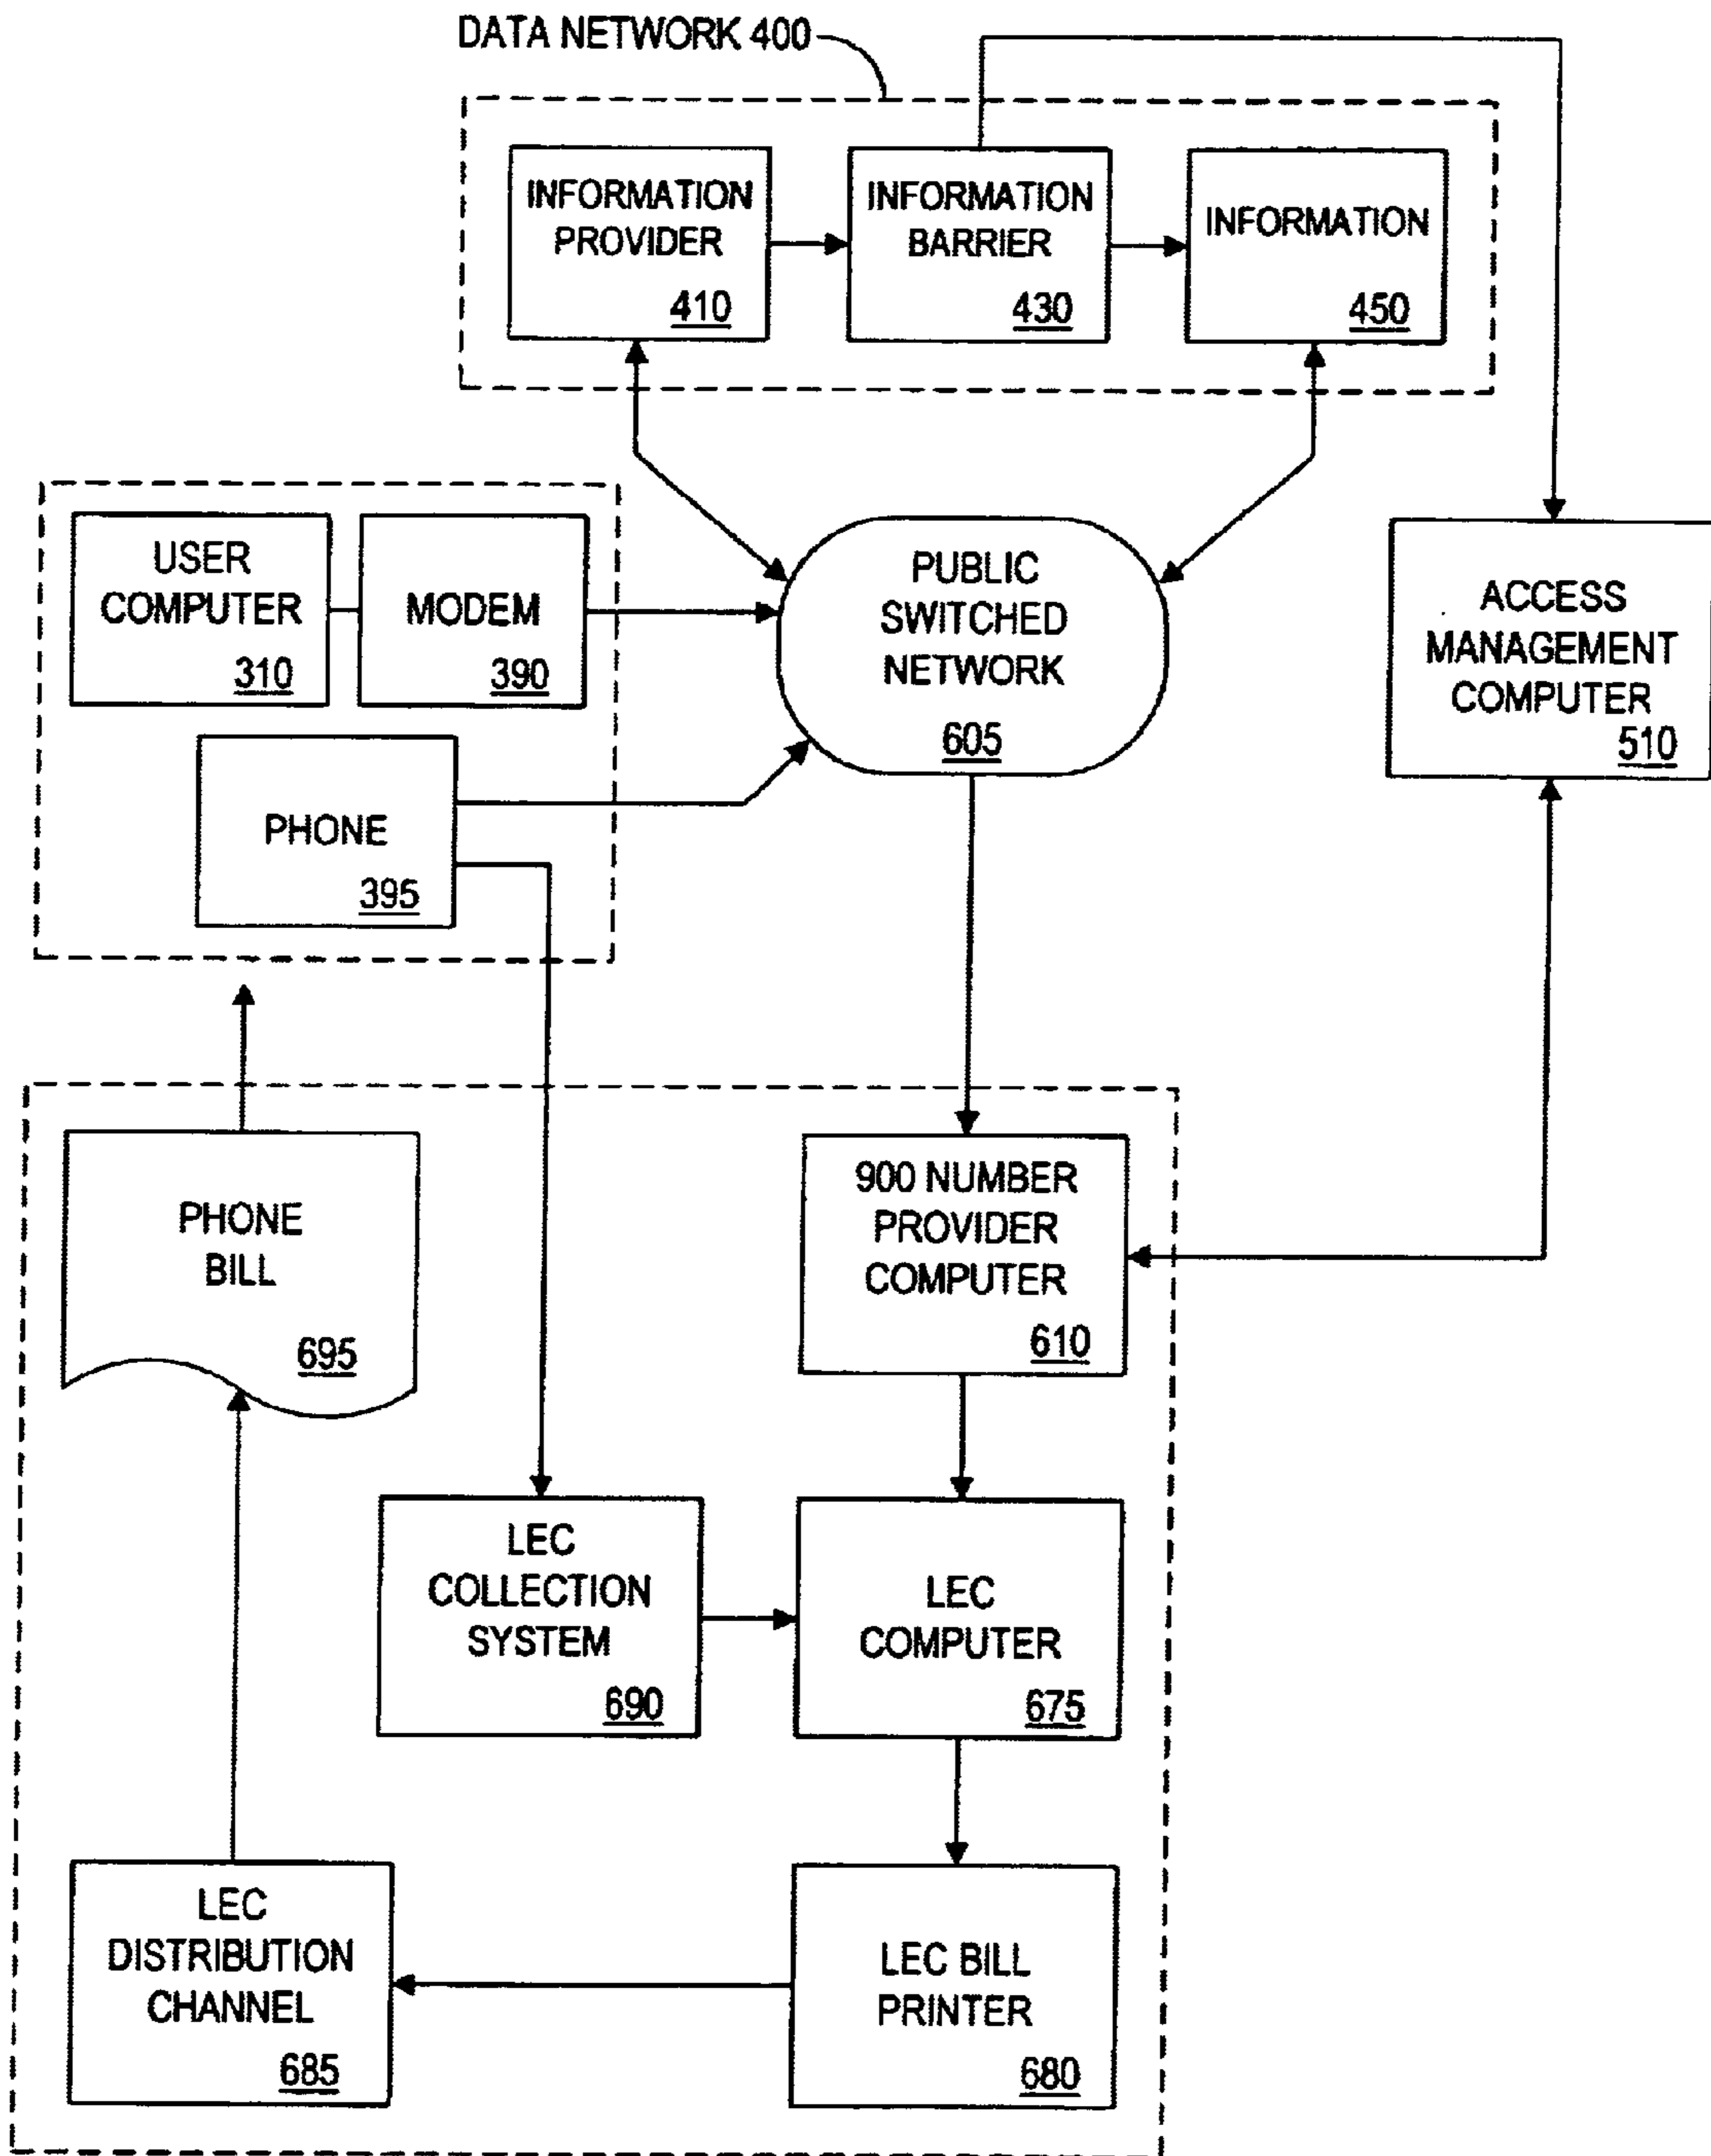 DATA NETWORK 400
INFORMATION
PROVIDER
410
INFORMATION
BARRIER
430
INFORMATION
450
USER
COMPUTER
310
MODEM
390
PHONE
395
PUBLIC
SWITCHED
NETWORK
605
ACCESS
MANAGEMENT
COMPUTER
510
PHONE
BILL
695
900 NUMBER
PROVIDER
COMPUTER
610
LEC
COLLECTION
SYSTEM
690
LEC
COMPUTER
675
LEC
DISTRIBUTION
CHANNEL
685
LEC BILL
PRINTER
680